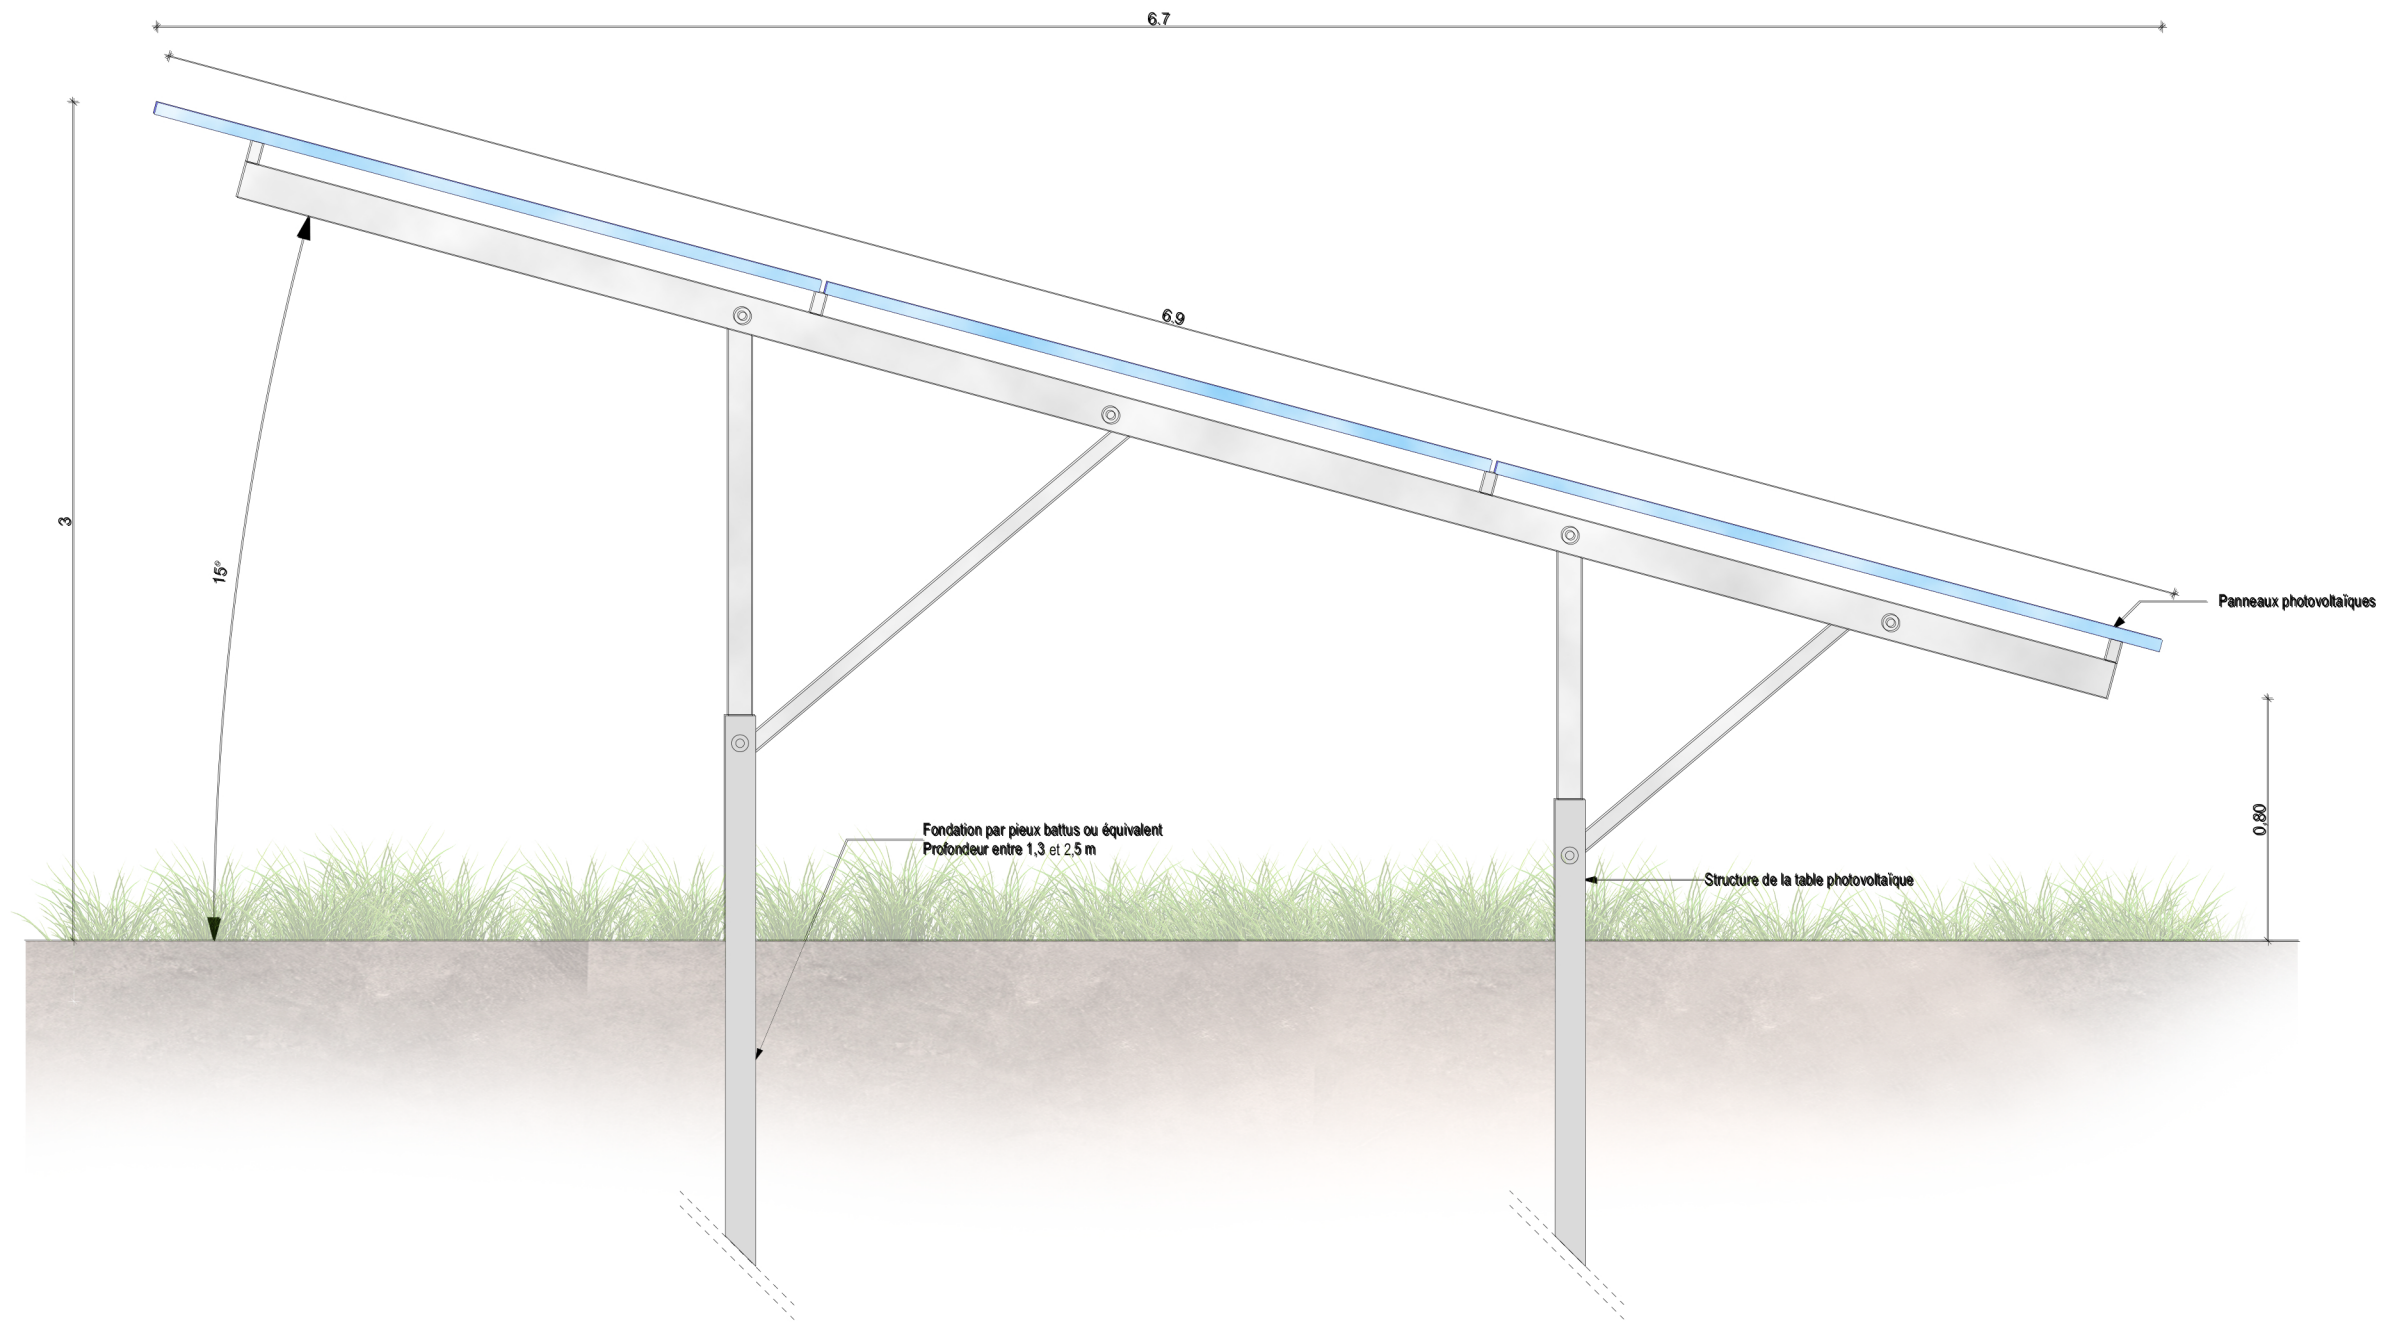 6.7
6.9
3
15°
Panneaux photovoltaïques
0,80
Fondation par pieux battus ou équivalent
Profondeur entre 1,3 et 2,5 m
Structure de la table photovoltaïque